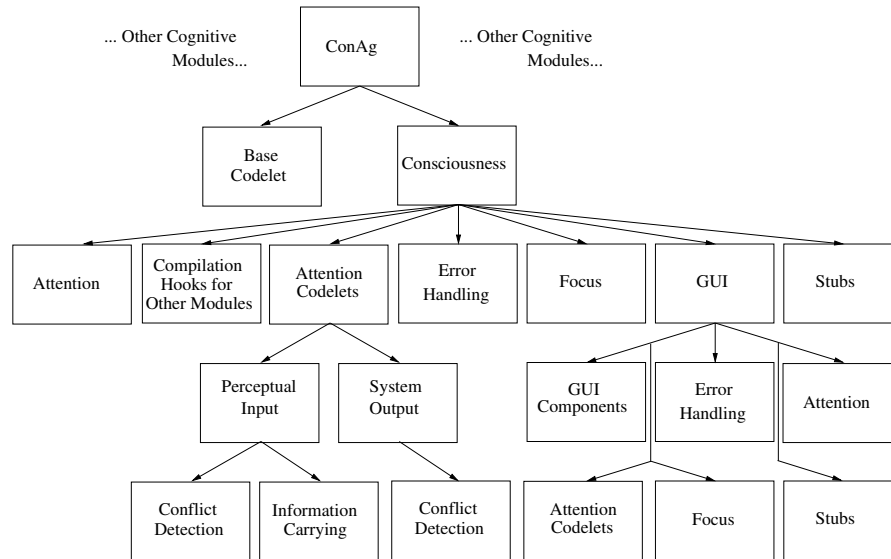 ... Other Cognitive
Modules...
ConAg
... Other Cognitive
Modules...
Base
Codelet
Consciousness
Attention
Compilation
Hooks for
Other Modules
Attention
Codelets
Error
Handling
Focus
GUI
Stubs
Perceptual
Input
System
Output
GUI
Components
Error
Handling
Attention
Conflict
Detection
Information
Carrying
Conflict
Detection
Attention
Codelets
Focus
Stubs